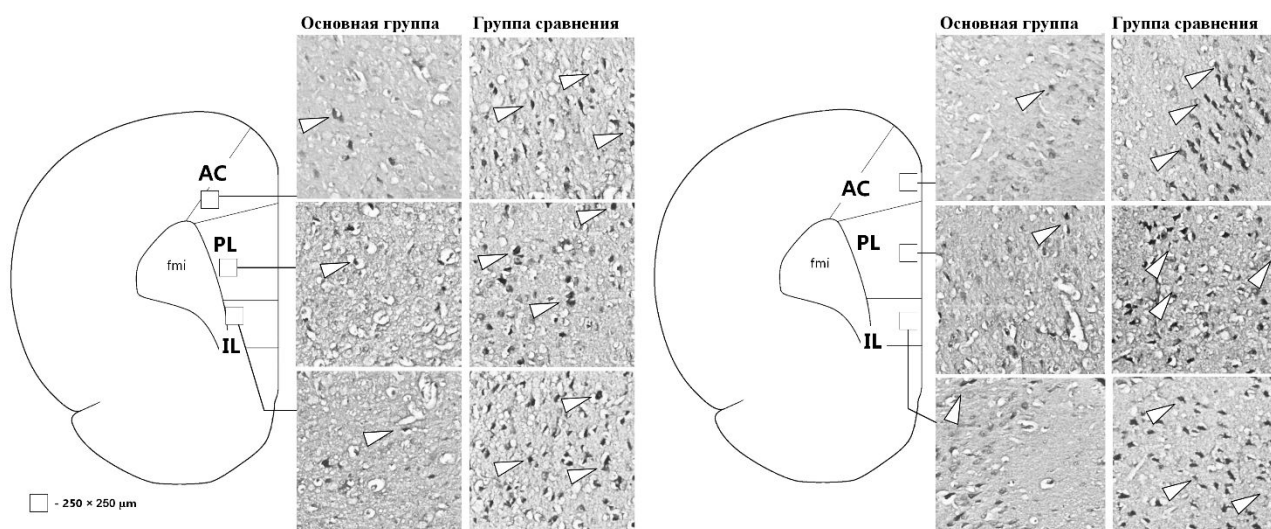 Основная группа
Группа сравнения
AC
PL
fmi
IL
- 250 × 250 μm
Основная группа
Группа сравнения
AC
PL
fmi
IL